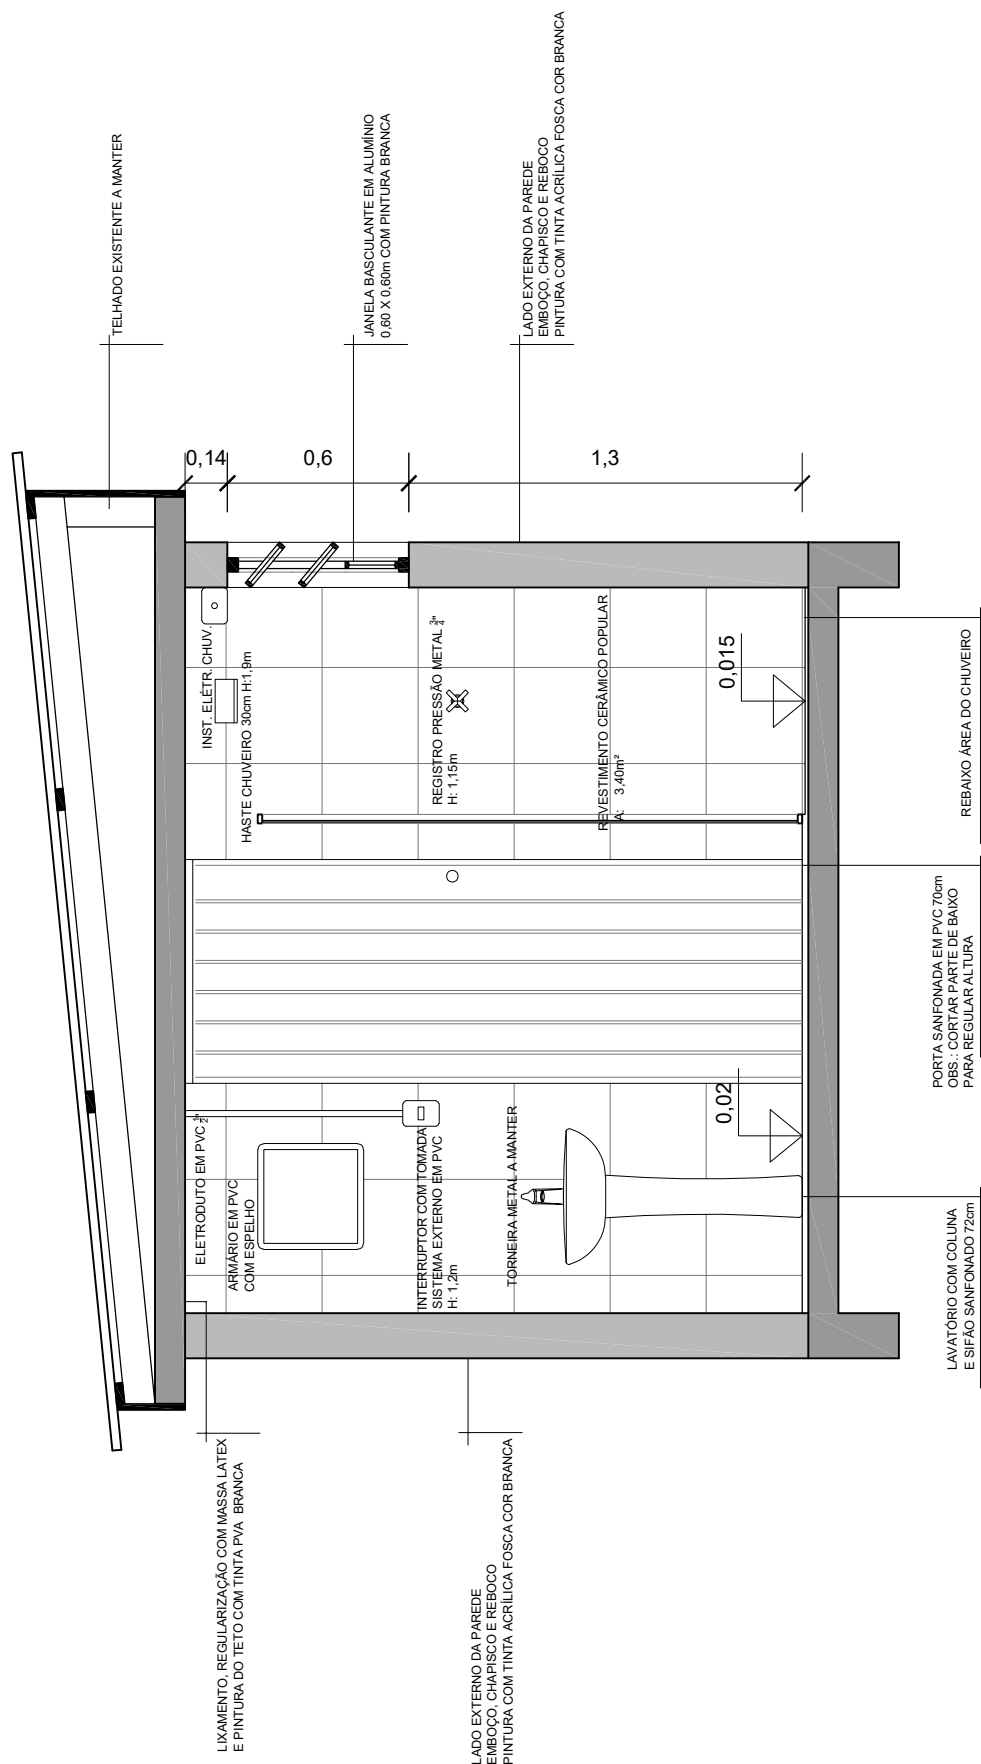 TELHADO EXISTENTE A MANTER
JANELA BASCULANTE EM ALUMÍNIO
0,60 X 0,60m COM PINTURA BRANCA
LADO EXTERNO DA PAREDE
EMBOÇO, CHAPISCO E REBOCO
PINTURA COM TINTA ACRÍLICA FOSCA COR BRANCA
0,14
0,6
1,3
INST. ELÉTR. CHUV.
HASTE CHUVEIRO 30cm H:1,9m
REGISTRO PRESSÃO METAL 3/4"
H: 1,15m
REVESTIMENTO CERÂMICO POPULAR
A: 3,40m²
0,015
REBAIXO ÁREA DO CHUVEIRO
PORTA SANFONADA EM PVC 70cm
OBS.: CORTAR PARTE DE BAIXO
PARA REGULAR ALTURA
ELETRODUTO EM PVC 1/2"
ARMÁRIO EM PVC
COM ESPELHO
INTERRUPTOR COM TOMADA
SISTEMA EXTERNO EM PVC
H: 1,2m
TORNEIRA METAL A MANTER
0,02
LAVATÓRIO COM COLUNA
E SIFÃO SANFONADO 72cm
LIXAMENTO, REGULARIZAÇÃO COM MASSA LATEX
E PINTURA DO TETO COM TINTA PVA BRANCA
LADO EXTERNO DA PAREDE
EMBOÇO, CHAPISCO E REBOCO
PINTURA COM TINTA ACRÍLICA FOSCA COR BRANCA